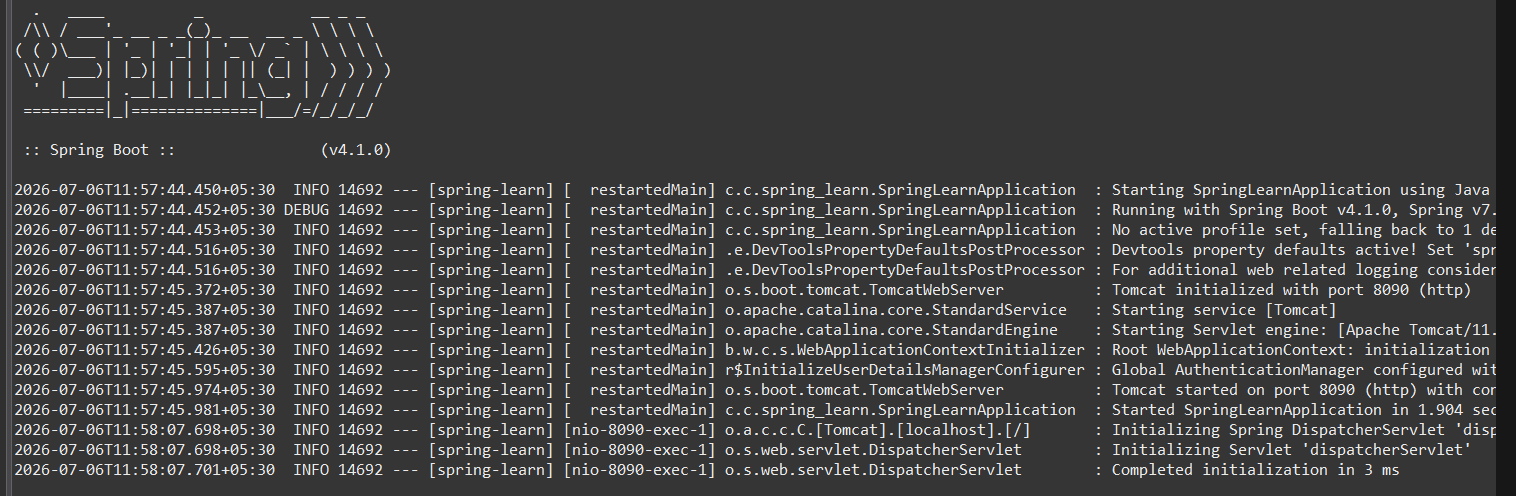 .   ____          _            __ _ _
 /\\ / ___'_ __ _ _(_)_ __  __ _ \ \ \ \
( ( )\___ | '_ | '_| | '_ \/ _` | \ \ \ \
 \\/  ___)| |_)| | | | | || (_| |  ) ) ) )
  '  |____| .__|_| |_|_| |_\__, | / / / /
 =========|_|==============|___/=/_/_/_/

 :: Spring Boot ::                (v4.1.0)

2026-07-06T11:57:44.450+05:30  INFO 14692 --- [spring-learn] [  restartedMain] c.c.spring_learn.SpringLearnApplication  : Starting SpringLearnApplication using Java
2026-07-06T11:57:44.452+05:30 DEBUG 14692 --- [spring-learn] [  restartedMain] c.c.spring_learn.SpringLearnApplication  : Running with Spring Boot v4.1.0, Spring v7.
2026-07-06T11:57:44.453+05:30  INFO 14692 --- [spring-learn] [  restartedMain] c.c.spring_learn.SpringLearnApplication  : No active profile set, falling back to 1 de
2026-07-06T11:57:44.516+05:30  INFO 14692 --- [spring-learn] [  restartedMain] .e.DevToolsPropertyDefaultsPostProcessor : Devtools property defaults active! Set 'spr
2026-07-06T11:57:44.516+05:30  INFO 14692 --- [spring-learn] [  restartedMain] .e.DevToolsPropertyDefaultsPostProcessor : For additional web related logging consider
2026-07-06T11:57:45.372+05:30  INFO 14692 --- [spring-learn] [  restartedMain] o.s.boot.tomcat.TomcatWebServer          : Tomcat initialized with port 8090 (http)
2026-07-06T11:57:45.387+05:30  INFO 14692 --- [spring-learn] [  restartedMain] o.apache.catalina.core.StandardService   : Starting service [Tomcat]
2026-07-06T11:57:45.387+05:30  INFO 14692 --- [spring-learn] [  restartedMain] o.apache.catalina.core.StandardEngine    : Starting Servlet engine: [Apache Tomcat/11.
2026-07-06T11:57:45.426+05:30  INFO 14692 --- [spring-learn] [  restartedMain] b.w.c.s.WebApplicationContextInitializer : Root WebApplicationContext: initialization
2026-07-06T11:57:45.595+05:30  INFO 14692 --- [spring-learn] [  restartedMain] r$InitializeUserDetailsManagerConfigurer : Global AuthenticationManager configured wit
2026-07-06T11:57:45.974+05:30  INFO 14692 --- [spring-learn] [  restartedMain] o.s.boot.tomcat.TomcatWebServer          : Tomcat started on port 8090 (http) with con
2026-07-06T11:57:45.981+05:30  INFO 14692 --- [spring-learn] [  restartedMain] c.c.spring_learn.SpringLearnApplication  : Started SpringLearnApplication in 1.904 sec
2026-07-06T11:58:07.698+05:30  INFO 14692 --- [spring-learn] [nio-8090-exec-1] o.a.c.c.C.[Tomcat].[localhost].[/]       : Initializing Spring DispatcherServlet 'disp
2026-07-06T11:58:07.698+05:30  INFO 14692 --- [spring-learn] [nio-8090-exec-1] o.s.web.servlet.DispatcherServlet        : Initializing Servlet 'dispatcherServlet'
2026-07-06T11:58:07.701+05:30  INFO 14692 --- [spring-learn] [nio-8090-exec-1] o.s.web.servlet.DispatcherServlet        : Completed initialization in 3 ms